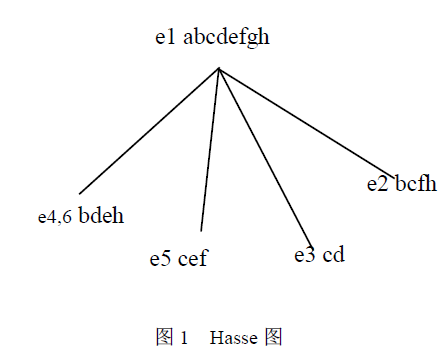 e1 abcdefgh
e2 bcfh
e4,6 bdeh
e5 cef
e3 cd
图 1 Hasse 图